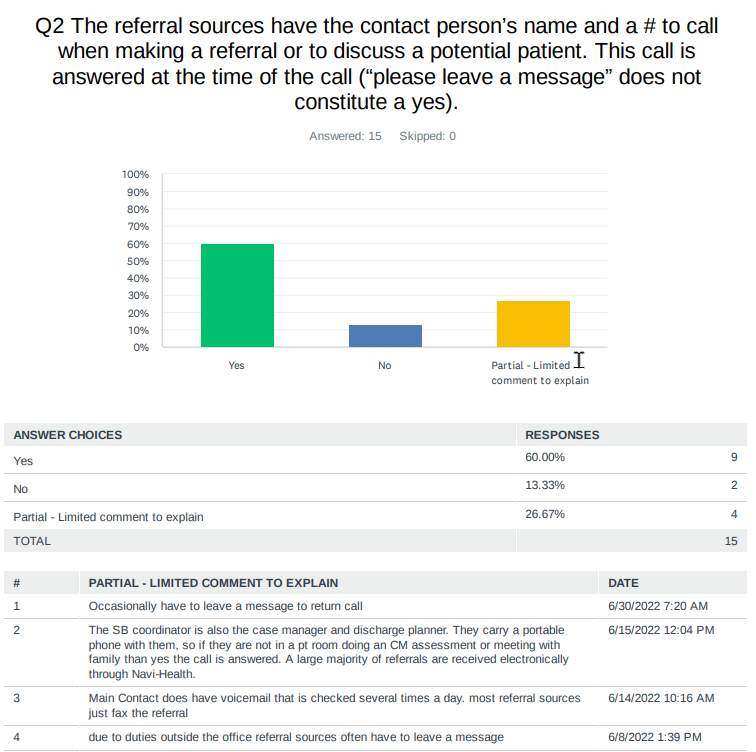 Q2 The referral sources have the contact person’s name and a # to call
when making a referral or to discuss a potential patient. This call is
answered at the time of the call (“please leave a message” does not
constitute a yes).
Answered: 15 Skipped: 0
100%
90%
80%
70%
60%
50%
40%
30%
20%
10%
0%
Yes
No
Partial - Limited
comment to explain
ANSWER CHOICES RESPONSES
Yes 60.00% 9
No 13.33% 2
Partial - Limited comment to explain 26.67% 4
TOTAL 15
# PARTIAL - LIMITED COMMENT TO EXPLAIN DATE
1 Occasionally have to leave a message to return call 6/30/2022 7:20 AM
2 The SB coordinator is also the case manager and discharge planner. They carry a portable 6/15/2022 12:04 PM
phone with them, so if they are not in a pt room doing an CM assessment or meeting with
family than yes the call is answered. A large majority of referrals are received electronically
through Navi-Health.
3 Main Contact does have voicemail that is checked several times a day. most referral sources 6/14/2022 10:16 AM
just fax the referral
4 due to duties outside the office referral sources often have to leave a message 6/8/2022 1:39 PM